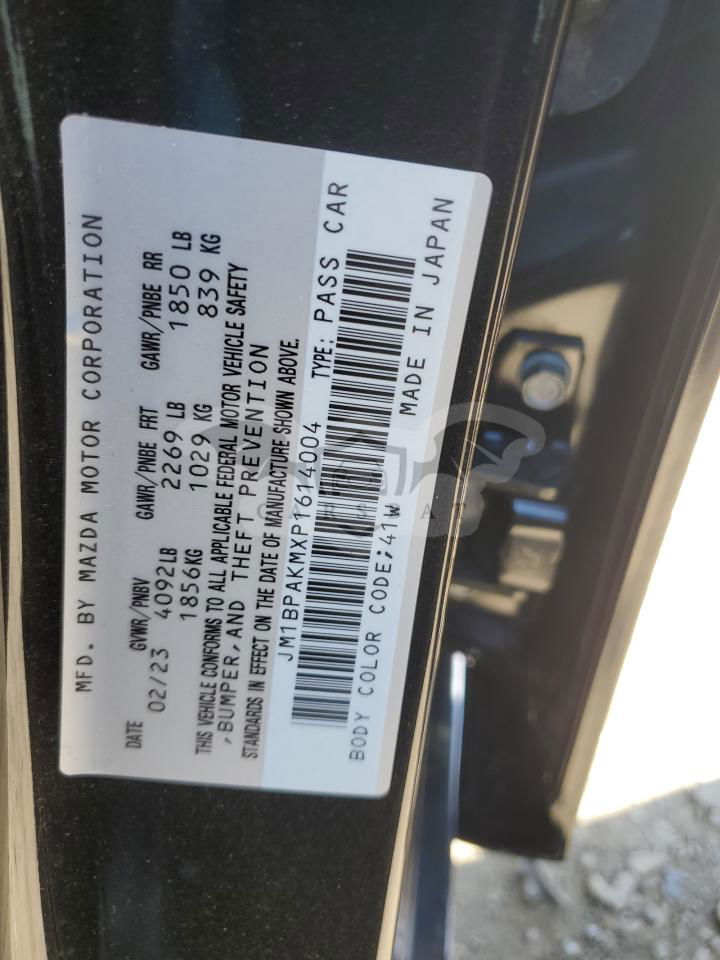 MFD. BY MAZDA MOTOR CORPORATION
DATE GVWR/PNBV GAWR/PNBE FRT GAWR/PNBE RR
02/23 4092LB 2269 LB 1850 LB
1856KG 1029 KG 839 KG
THIS VEHICLE CONFORMS TO ALL APPLICABLE FEDERAL MOTOR VEHICLE SAFETY
,BUMPER,AND THEFT PREVENTION
STANDARDS IN EFFECT ON THE DATE OF MANUFACTURE SHOWN ABOVE.
JM1BPAKMXP1614004 TYPE: PASS CAR
BODY COLOR CODE;41W MADE IN JAPAN